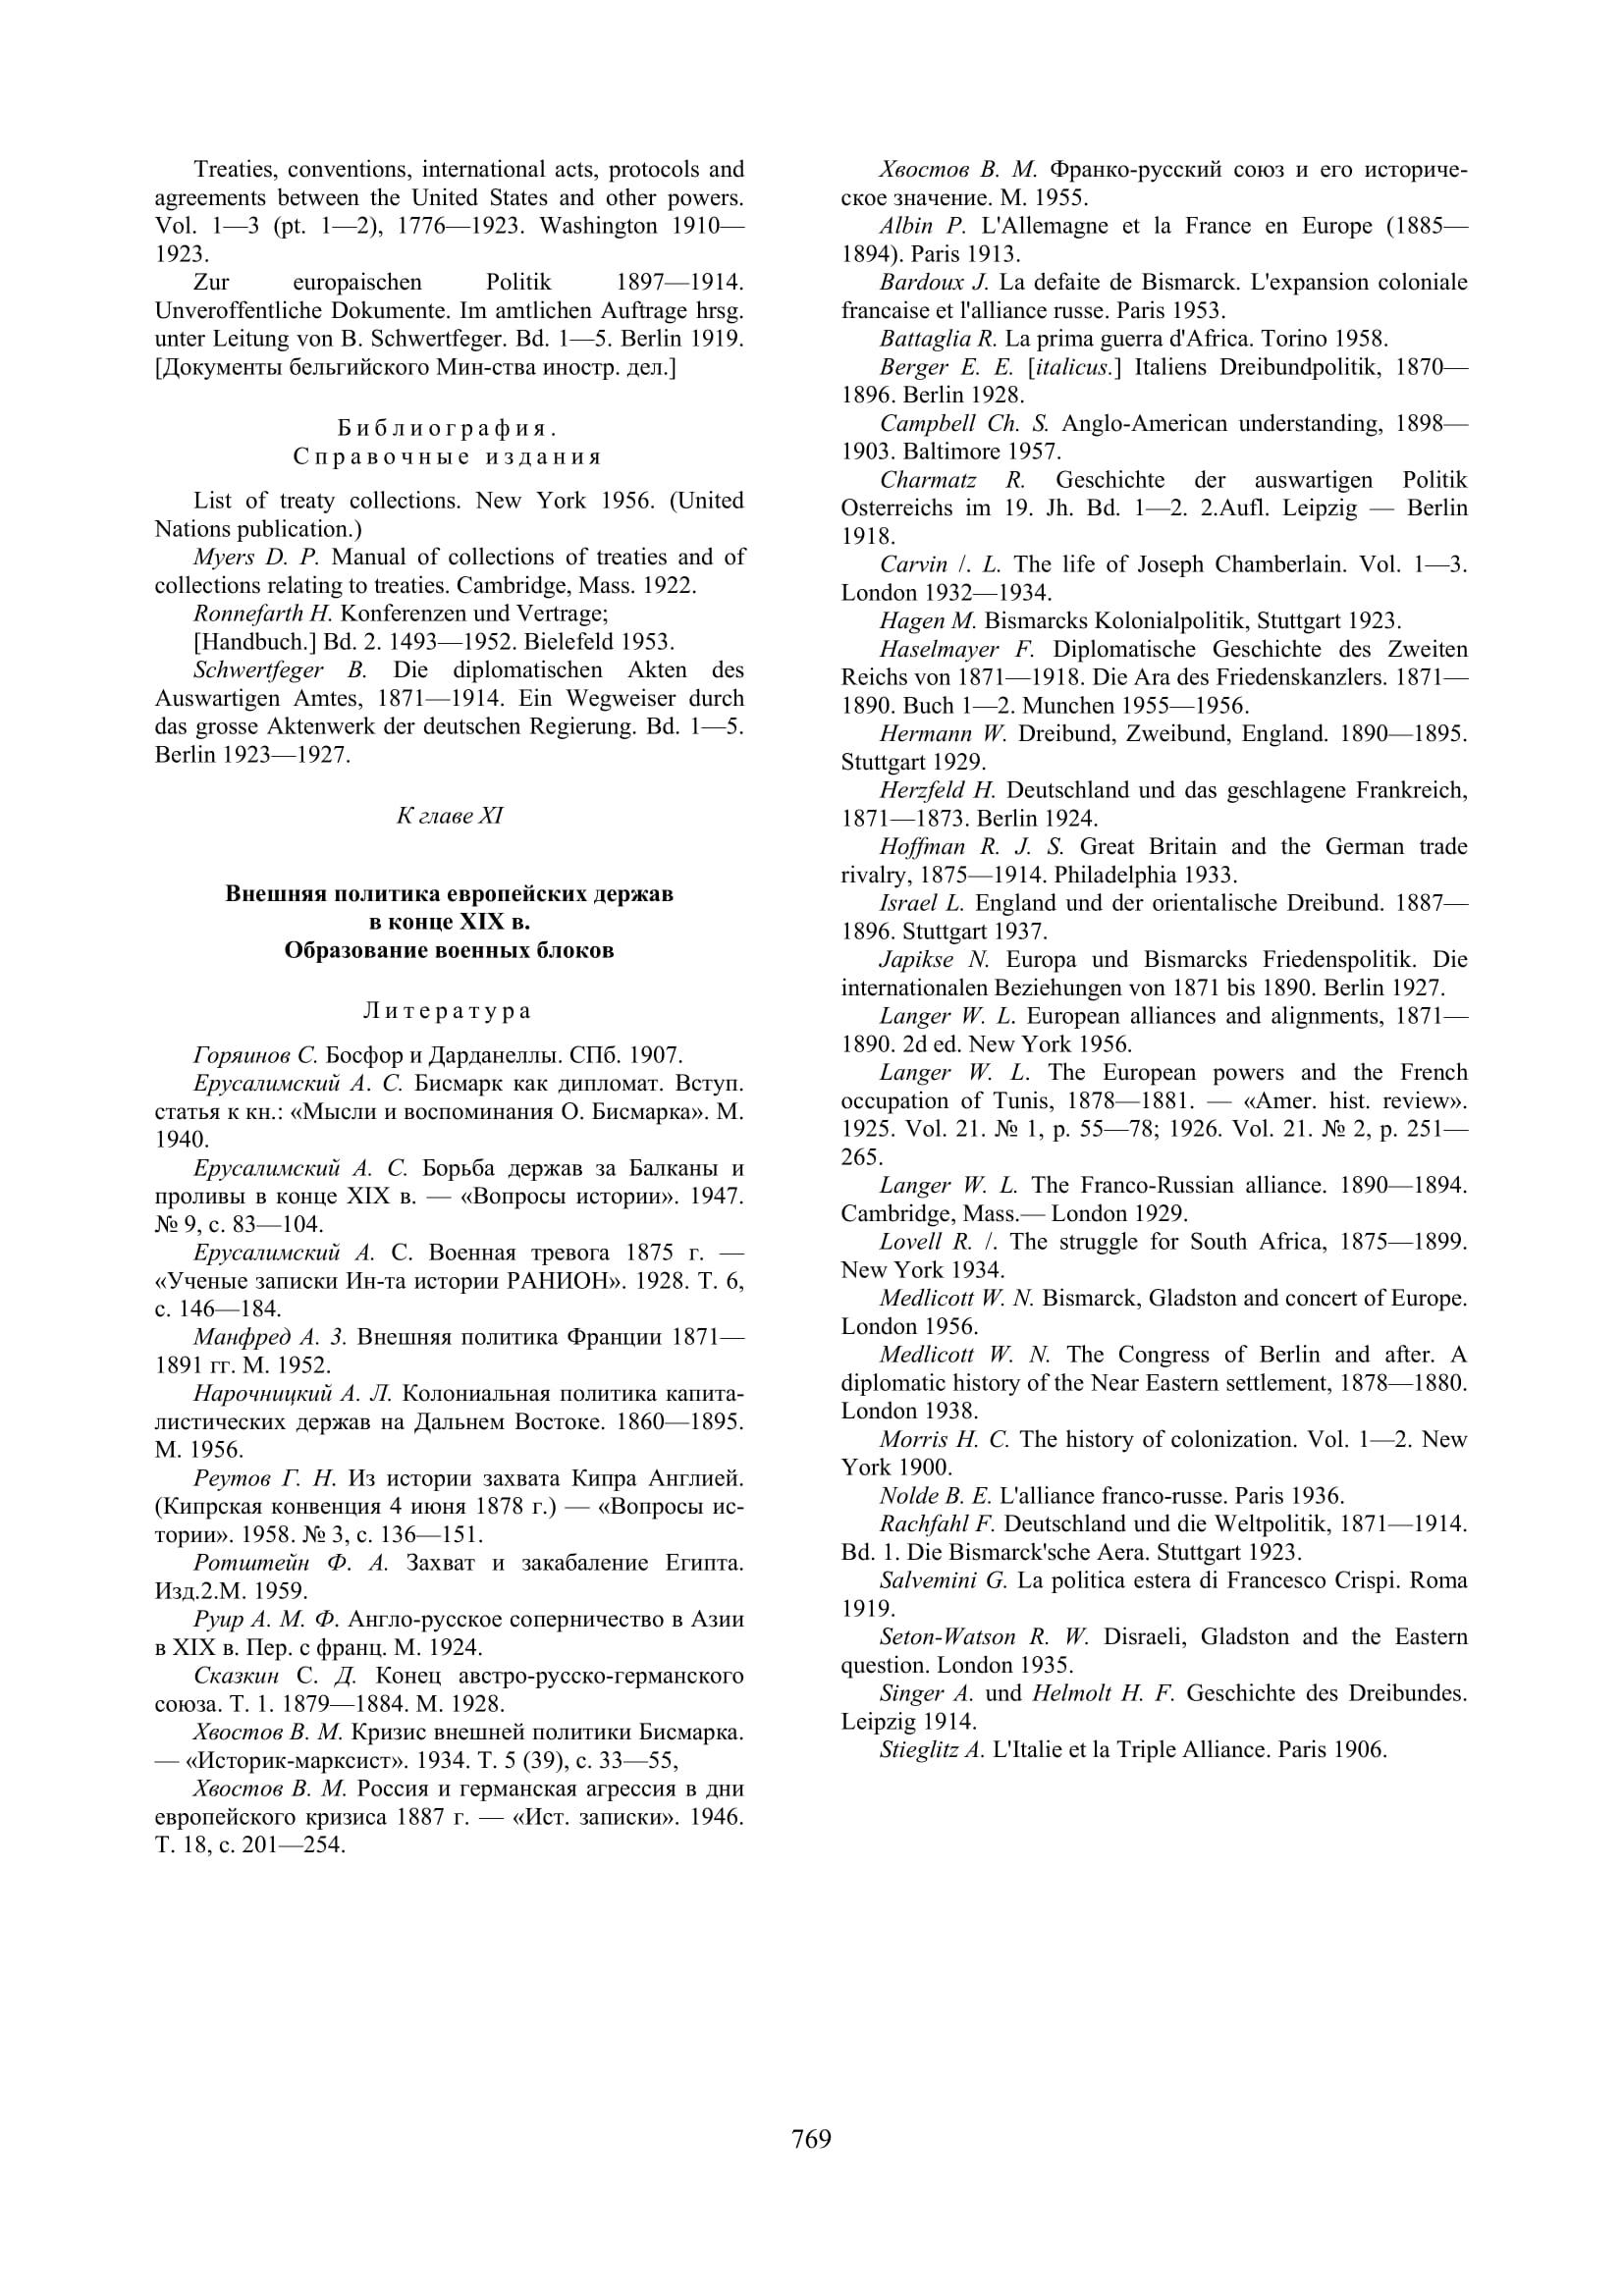 Treaties, conventions, international acts, protocols and
agreements between the United States and other powers.
Vol. 1—3 (pt. 1—2), 1776—1923. Washington 1910—
1923.
Zur europaischen Politik 1897—1914.
Unveroffentliche Dokumente. Im amtlichen Auftrage hrsg.
unter Leitung von B. Schwertfeger. Bd. 1—5. Berlin 1919.
[Документы бельгийского Мин-ства иностр. дел.]
Библиография.
Справочные издания
List of treaty collections. New York 1956. (United
Nations publication.)
Myers D. P. Manual of collections of treaties and of
collections relating to treaties. Cambridge, Mass. 1922.
Ronnefarth H. Konferenzen und Vertrage;
[Handbuch.] Bd. 2. 1493—1952. Bielefeld 1953.
Schwertfeger B. Die diplomatischen Akten des
Auswartigen Amtes, 1871—1914. Ein Wegweiser durch
das grosse Aktenwerk der deutschen Regierung. Bd. 1—5.
Berlin 1923—1927.
К главе XI
Внешняя политика европейских держав
в конце XIX в.
Образование военных блоков
Литература
Горяинов С. Босфор и Дарданеллы. СПб. 1907.
Ерусалимский А. С. Бисмарк как дипломат. Вступ.
статья к кн.: «Мысли и воспоминания О. Бисмарка». М.
1940.
Ерусалимский А. С. Борьба держав за Балканы и
проливы в конце XIX в. — «Вопросы истории». 1947.
№ 9, с. 83—104.
Ерусалимский А. С. Военная тревога 1875 г. —
«Ученые записки Ин-та истории РАНИОН». 1928. Т. 6,
с. 146—184.
Манфред А. З. Внешняя политика Франции 1871—
1891 гг. М. 1952.
Нарочницкий А. Л. Колониальная политика капита-
листических держав на Дальнем Востоке. 1860—1895.
М. 1956.
Реутов Г. Н. Из истории захвата Кипра Англией.
(Кипрская конвенция 4 июня 1878 г.) — «Вопросы ис-
тории». 1958. № 3, с. 136—151.
Ротштейн Ф. А. Захват и закабаление Египта.
Изд.2.М. 1959.
Руир А. М. Ф. Англо-русское соперничество в Азии
в XIX в. Пер. с франц. М. 1924.
Сказкин С. Д. Конец австро-русско-германского
союза. Т. 1. 1879—1884. М. 1928.
Хвостов В. М. Кризис внешней политики Бисмарка.
— «Историк-марксист». 1934. Т. 5 (39), с. 33—55,
Хвостов В. М. Россия и германская агрессия в дни
европейского кризиса 1887 г. — «Ист. записки». 1946.
Т. 18, с. 201—254.
Хвостов В. М. Франко-русский союз и его историче-
ское значение. М. 1955.
Albin P. L'Allemagne et la France en Europe (1885—
1894). Paris 1913.
Bardoux J. La defaite de Bismarck. L'expansion coloniale
francaise et l'alliance russe. Paris 1953.
Battaglia R. La prima guerra d'Africa. Torino 1958.
Berger E. E. [italicus.] Italiens Dreibundpolitik, 1870—
1896. Berlin 1928.
Campbell Ch. S. Anglo-American understanding, 1898—
1903. Baltimore 1957.
Charmatz R. Geschichte der auswartigen Politik
Osterreichs im 19. Jh. Bd. 1—2. 2.Aufl. Leipzig — Berlin
1918.
Carvin /. L. The life of Joseph Chamberlain. Vol. 1—3.
London 1932—1934.
Hagen M. Bismarcks Kolonialpolitik, Stuttgart 1923.
Haselmayer F. Diplomatische Geschichte des Zweiten
Reichs von 1871—1918. Die Ara des Friedenskanzlers. 1871—
1890. Buch 1—2. Munchen 1955—1956.
Hermann W. Dreibund, Zweibund, England. 1890—1895.
Stuttgart 1929.
Herzfeld H. Deutschland und das geschlagene Frankreich,
1871—1873. Berlin 1924.
Hoffman R. J. S. Great Britain and the German trade
rivalry, 1875—1914. Philadelphia 1933.
Israel L. England und der orientalische Dreibund. 1887—
1896. Stuttgart 1937.
Japikse N. Europa und Bismarcks Friedenspolitik. Die
internationalen Beziehungen von 1871 bis 1890. Berlin 1927.
Langer W. L. European alliances and alignments, 1871—
1890. 2d ed. New York 1956.
Langer W. L. The European powers and the French
occupation of Tunis, 1878—1881. — «Amer. hist. review».
1925. Vol. 21. № 1, p. 55—78; 1926. Vol. 21. № 2, p. 251—
265.
Langer W. L. The Franco-Russian alliance. 1890—1894.
Cambridge, Mass.— London 1929.
Lovell R. /. The struggle for South Africa, 1875—1899.
New York 1934.
Medlicott W. N. Bismarck, Gladston and concert of Europe.
London 1956.
Medlicott W. N. The Congress of Berlin and after. A
diplomatic history of the Near Eastern settlement, 1878—1880.
London 1938.
Morris H. C. The history of colonization. Vol. 1—2. New
York 1900.
Nolde B. E. L'alliance franco-russe. Paris 1936.
Rachfahl F. Deutschland und die Weltpolitik, 1871—1914.
Bd. 1. Die Bismarck'sche Aera. Stuttgart 1923.
Salvemini G. La politica estera di Francesco Crispi. Roma
1919.
Seton-Watson R. W. Disraeli, Gladston and the Eastern
question. London 1935.
Singer A. und Helmolt H. F. Geschichte des Dreibundes.
Leipzig 1914.
Stieglitz A. L'Italie et la Triple Alliance. Paris 1906.
769